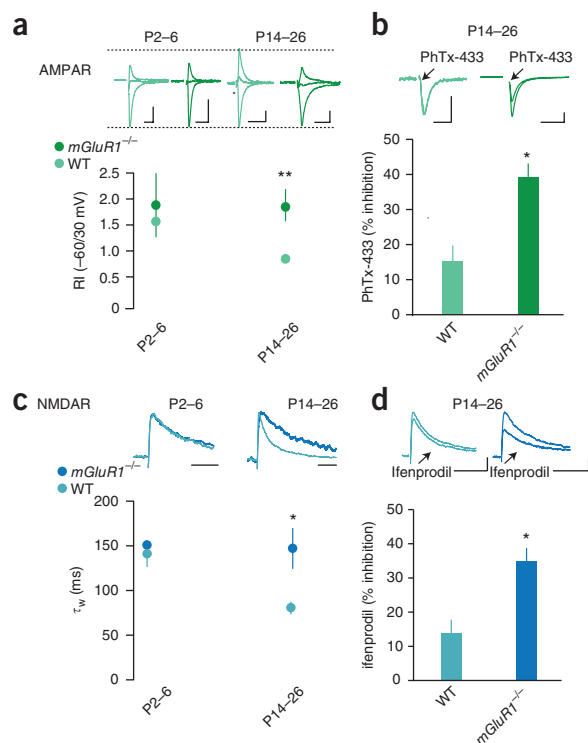 a
P2–6
P14–26
AMPAR
mGluR1–/–
WT
RI (–60/30 mV)
2.5
2.0
1.5
1.0
0.5
0
**
P2–6
P14–26
b
P14–26
PhTx-433
PhTx-433
PhTx-433 (% inhibition)
50
40
30
20
10
0
*
WT
mGluR1–/–
c
NMDAR
P2–6
P14–26
mGluR1–/–
WT
τw (ms)
200
150
100
50
0
*
P2–6
P14–26
d
P14–26
Ifenprodil
Ifenprodil
ifenprodil (% inhibition)
50
40
30
20
10
0
*
WT
mGluR1–/–